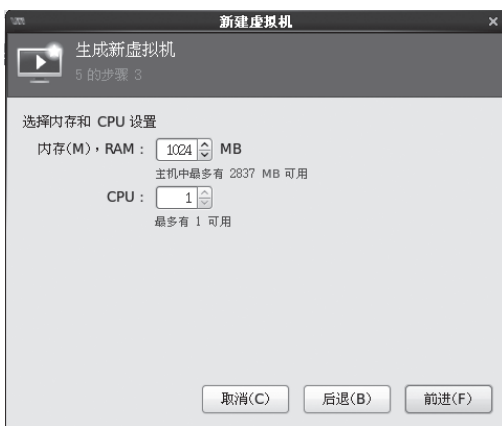 新建虚拟机
生成新虚拟机
5 的步骤 3
选择内存和 CPU 设置
内存(M)，RAM： 1024 MB
主机中最多有 2837 MB 可用
CPU： 1
最多有 1 可用
取消(C) 后退(B) 前进(F)